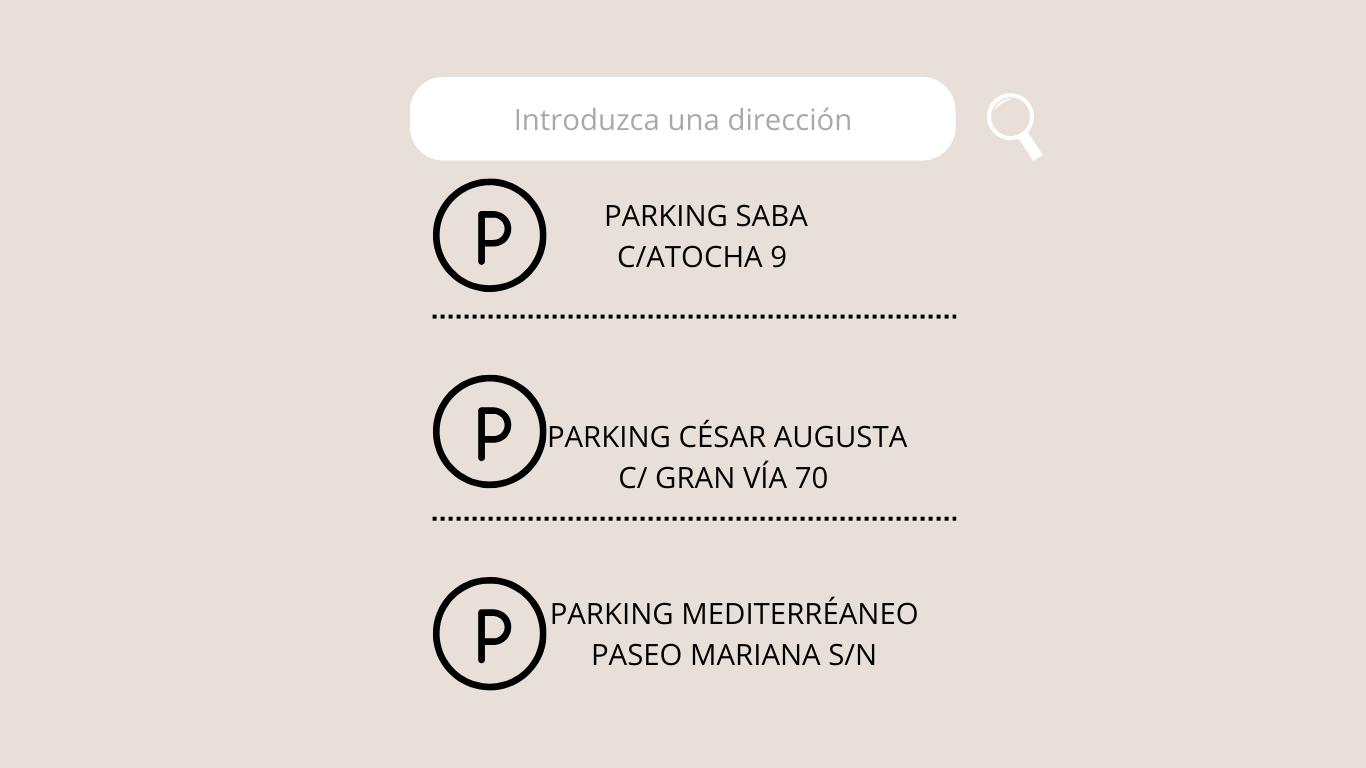 Introduzca una dirección
P
PARKING SABA
C/ATOCHA 9
P
PARKING CÉSAR AUGUSTA
C/ GRAN VÍA 70
P
PARKING MEDITERRÉANEO
PASEO MARIANA S/N